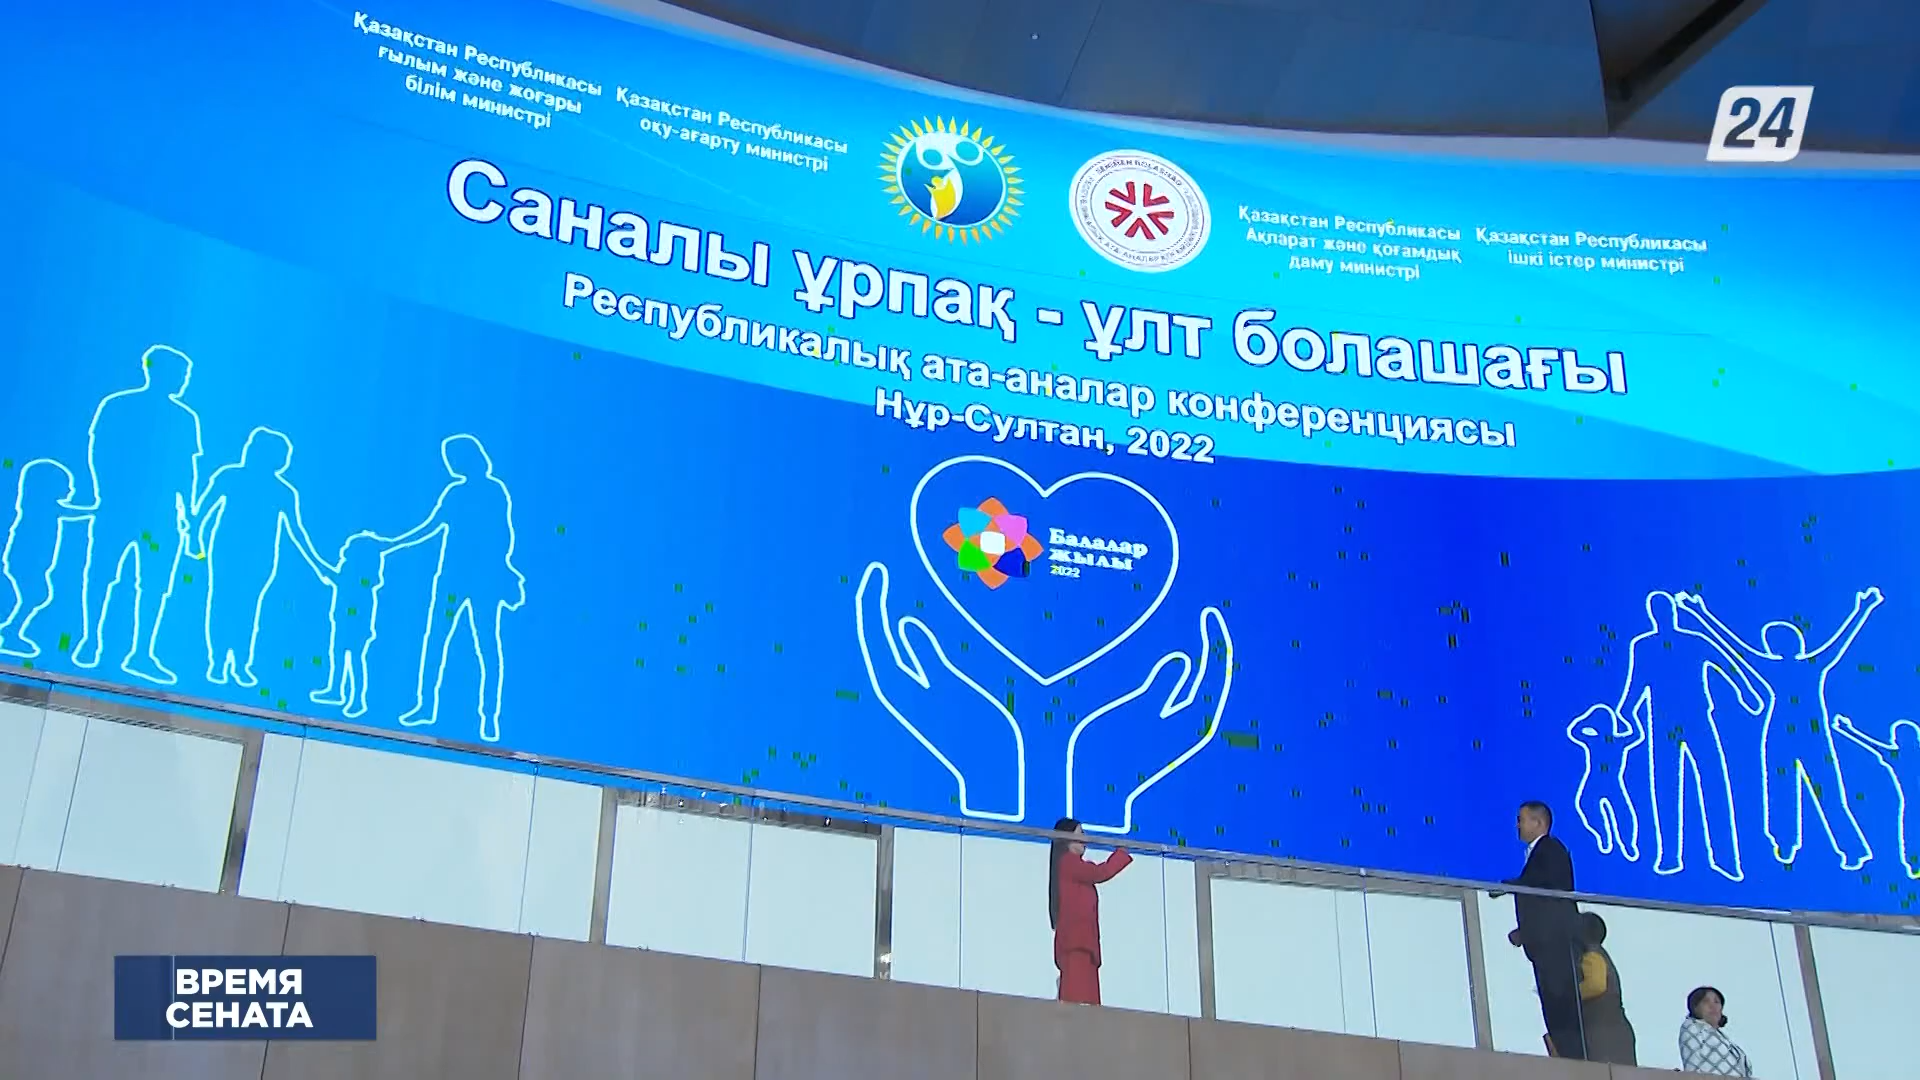 Қазақстан Республикасы
ғылым және жоғары
білім министрі
Қазақстан Республикасы
оқу-ағарту министрі
Қазақстан Республикасы
Ақпарат және қоғамдық
даму министрі
Қазақстан Республикасы
ішкі істер министрі
24
Саналы ұрпақ - ұлт болашағы
Республикалық ата-аналар конференциясы
Нұр-Султан, 2022
Балалар
жылы
2022
ВРЕМЯ
СЕНАТА